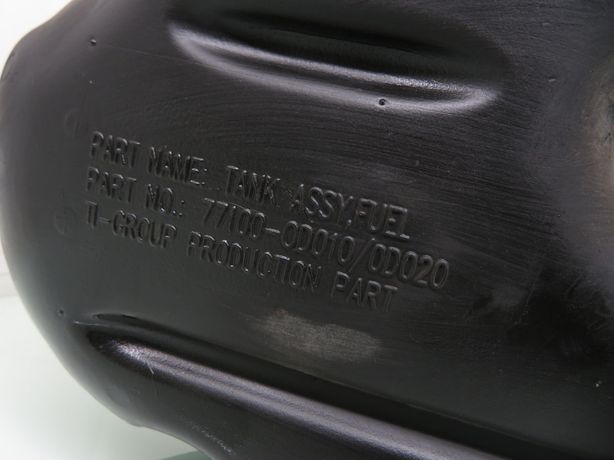 PART NAME: TANK ASSY,FUEL
PART NO.: 77100-0D010/0D020
TI-GROUP PRODUCTION PART